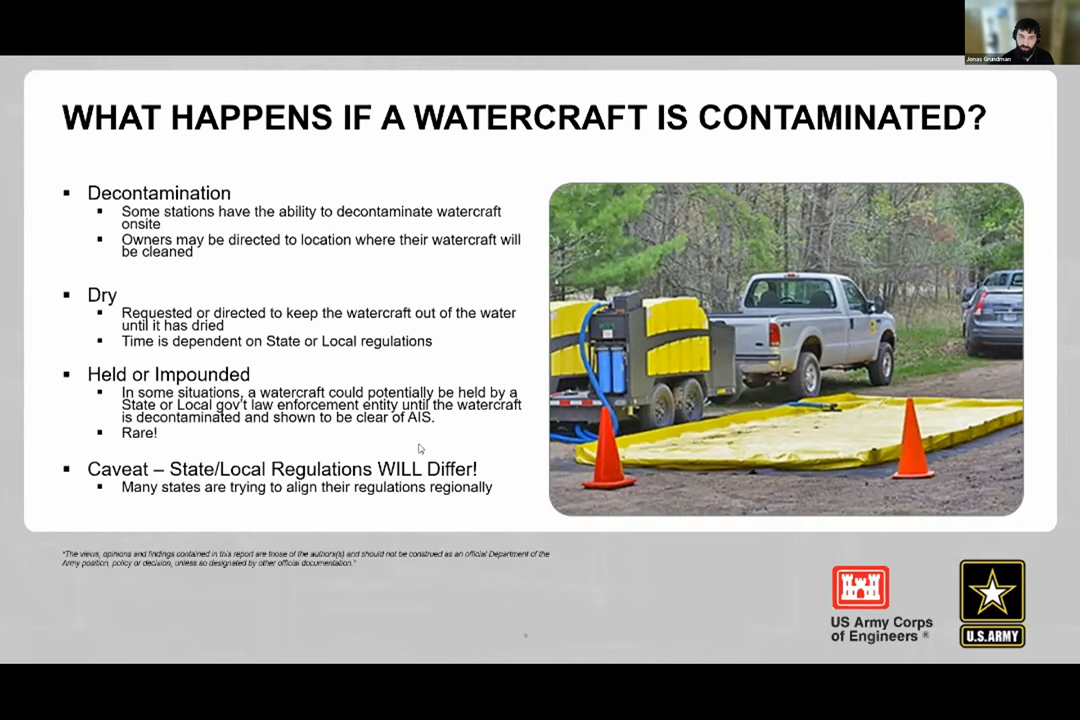 Jonas Grundman
WHAT HAPPENS IF A WATERCRAFT IS CONTAMINATED?
▪ Decontamination
▪ Some stations have the ability to decontaminate watercraft
onsite
▪ Owners may be directed to location where their watercraft will
be cleaned
▪ Dry
▪ Requested or directed to keep the watercraft out of the water
until it has dried
▪ Time is dependent on State or Local regulations
▪ Held or Impounded
▪ In some situations, a watercraft could potentially be held by a
State or Local gov't law enforcement entity until the watercraft
is decontaminated and shown to be clear of AIS.
▪ Rare!
▪ Caveat – State/Local Regulations WILL Differ!
▪ Many states are trying to align their regulations regionally
"The views, opinions and findings contained in this report are those of the authors(s) and should not be construed as an official Department of the
Army position, policy or decision, unless so designated by other official documentation."
US Army Corps
of Engineers ®
U.S. ARMY